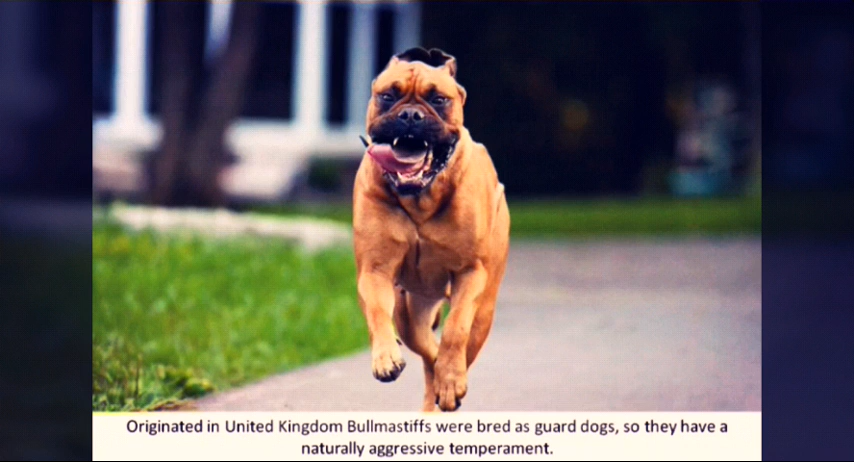 Originated in United Kingdom Bullmastiffs were bred as guard dogs, so they have a
naturally aggressive temperament.